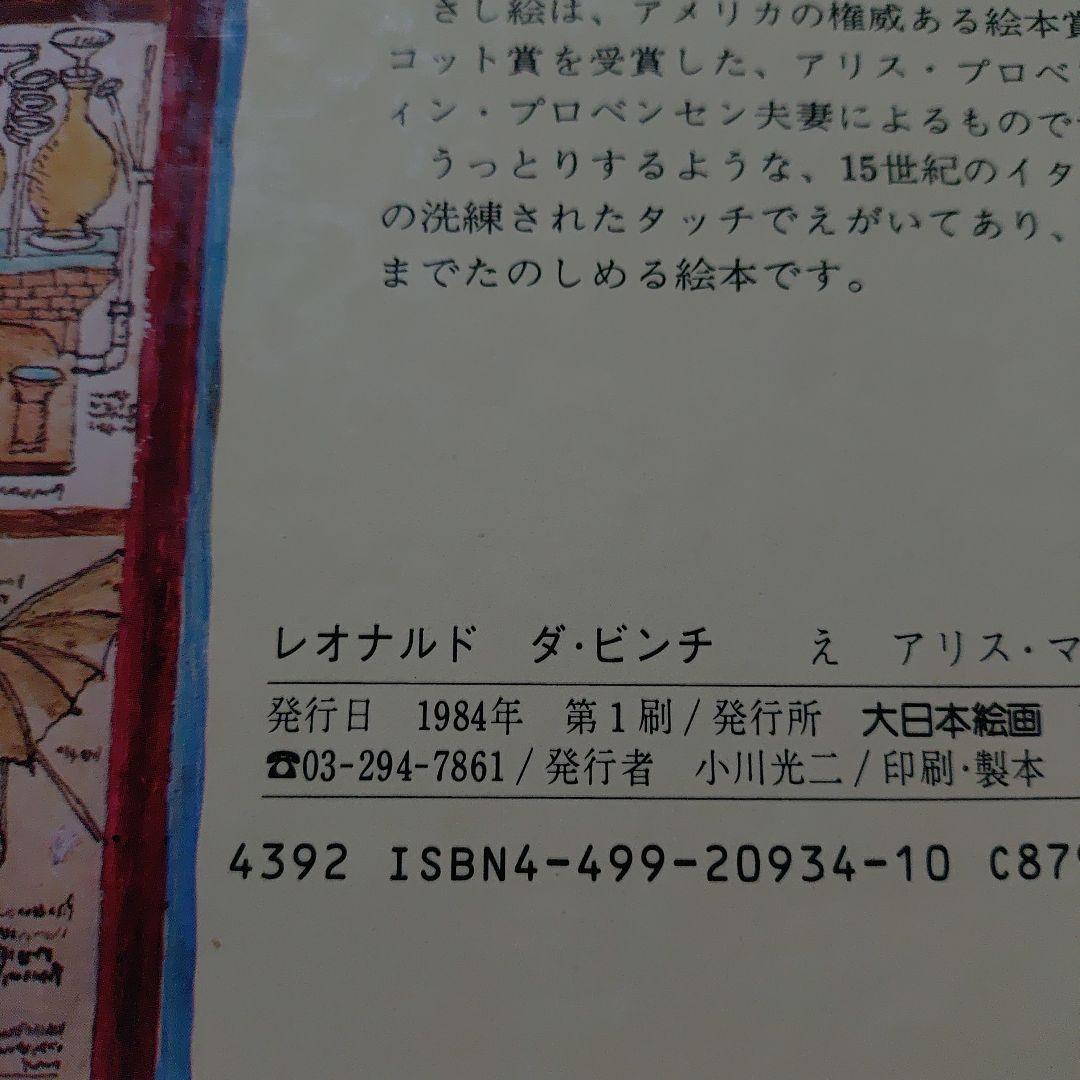 さし絵は、アメリカの権威ある絵本賞
コット賞を受賞した、アリス・プロベ
ィン・プロベンセン夫妻によるもので
うっとりするような、15世紀のイタ
の洗練されたタッチでえがいてあり、
までたのしめる絵本です。
レオナルド ダ・ビンチ え アリス・マ
発行日 1984年 第1刷/発行所 大日本絵画
☎03-294-7861/発行者 小川光二/印刷・製本
4392 ISBN4-499-20934-10 C879